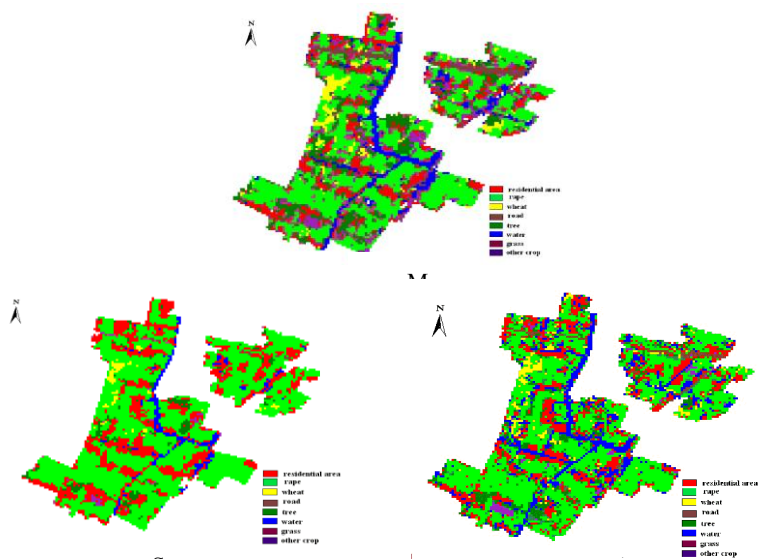 N
residential area
rape
wheat
road
tree
water
grass
other crop
N
residential area
rape
wheat
road
tree
water
grass
other crop
N
residential area
rape
wheat
road
tree
water
grass
other crop